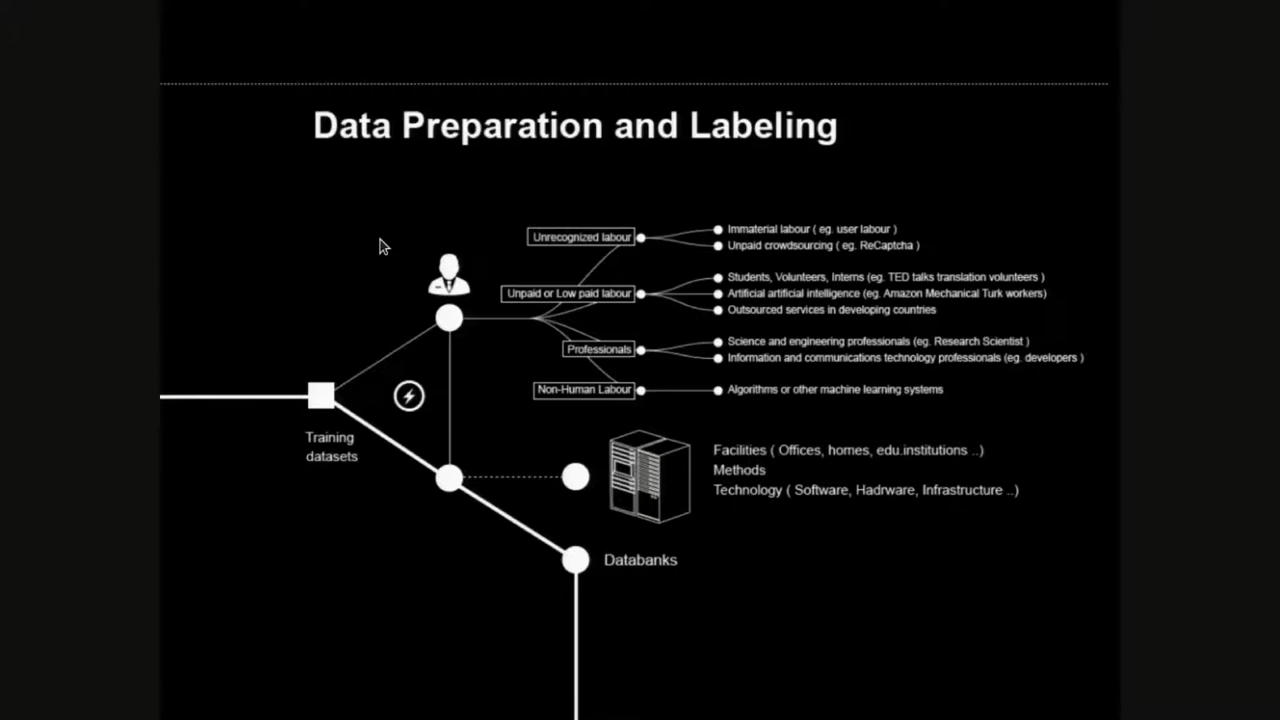 Data Preparation and Labeling
Unrecognized labour
Immaterial labour ( eg. user labour )
Unpaid crowdsourcing ( eg. ReCaptcha )
Unpaid or Low paid labour
Students, Volunteers, Interns (eg. TED talks translation volunteers )
Artificial artificial intelligence (eg. Amazon Mechanical Turk workers)
Outsourced services in developing countries
Professionals
Science and engineering professionals (eg. Research Scientist )
Information and communications technology professionals (eg. developers )
Non-Human Labour
Algorithms or other machine learning systems
Training
datasets
Facilities ( Offices, homes, edu.institutions ..)
Methods
Technology ( Software, Hadrware, Infrastructure ..)
Databanks